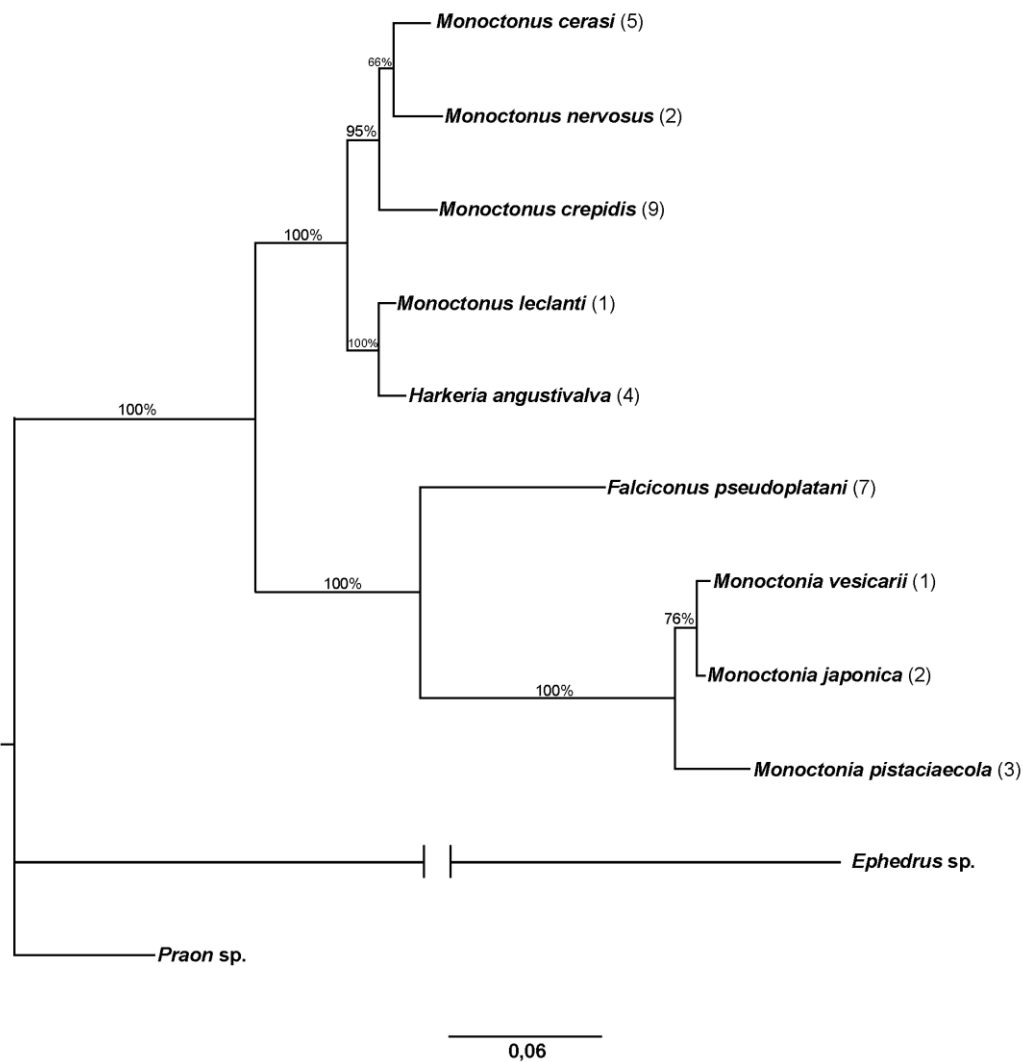 Monoctonus cerasi (5)
66%
Monoctonus nervosus (2)
95%
Monoctonus crepidis (9)
100%
Monoctonus leclanti (1)
100%
Harkeria angustivalva (4)
100%
Falciconus pseudoplatani (7)
100%
Monoctonia vesicarii (1)
76%
Monoctonia japonica (2)
100%
Monoctonia pistaciaecola (3)
Ephedrus sp.
Praon sp.
0,06